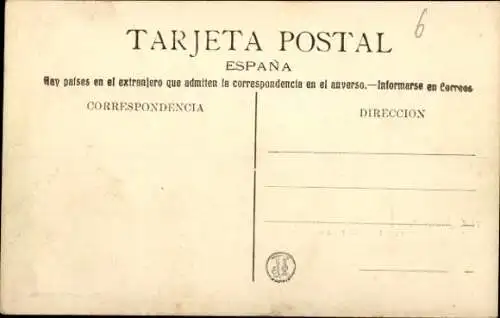 6
TARJETA POSTAL
ESPAÑA
Hay países en el extranjero que admiten la correspondencia en el anverso.—Informarse en Correos
CORRESPONDENCIA
DIRECCION